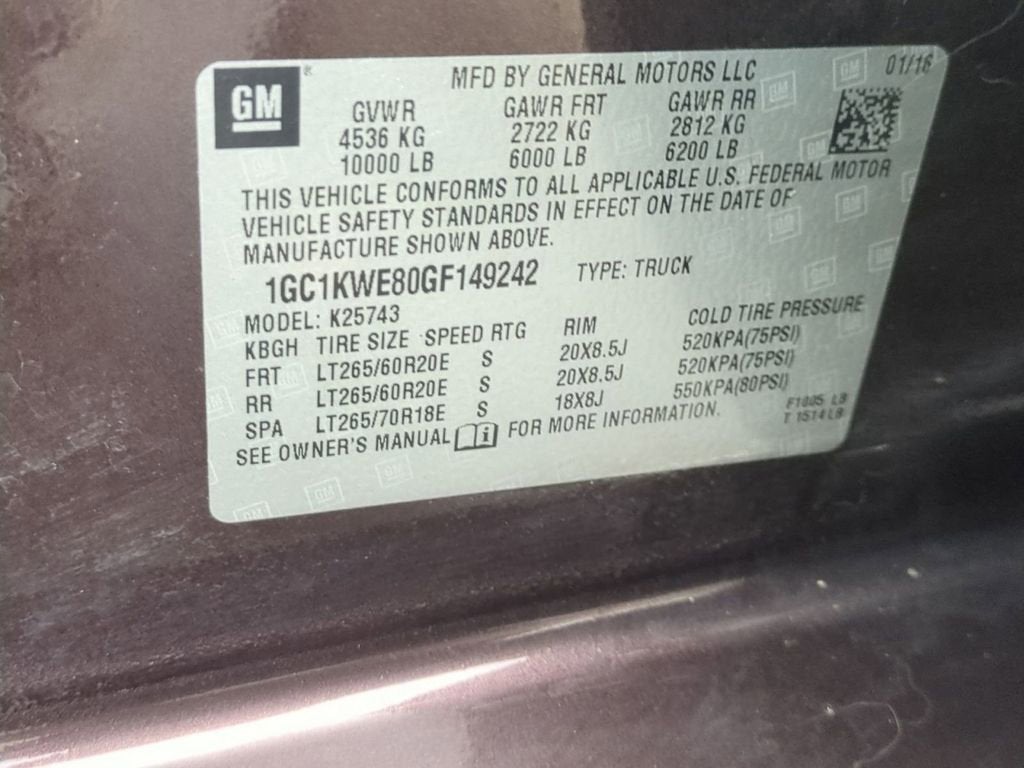 GM®
MFD BY GENERAL MOTORS LLC 01/16
GVWR GAWR FRT GAWR RR
4536 KG 2722 KG 2812 KG
10000 LB 6000 LB 6200 LB
THIS VEHICLE CONFORMS TO ALL APPLICABLE U.S. FEDERAL MOTOR
VEHICLE SAFETY STANDARDS IN EFFECT ON THE DATE OF
MANUFACTURE SHOWN ABOVE.
1GC1KWE80GF149242 TYPE: TRUCK
MODEL: K25743
KBGH TIRE SIZE SPEED RTG RIM COLD TIRE PRESSURE
FRT LT265/60R20E S 20X8.5J 520KPA(75PSI)
RR LT265/60R20E S 20X8.5J 520KPA(75PSI)
SPA LT265/70R18E S 18X8J 550KPA(80PSI)
SEE OWNER'S MANUAL FOR MORE INFORMATION.
LB
T 1514 LB